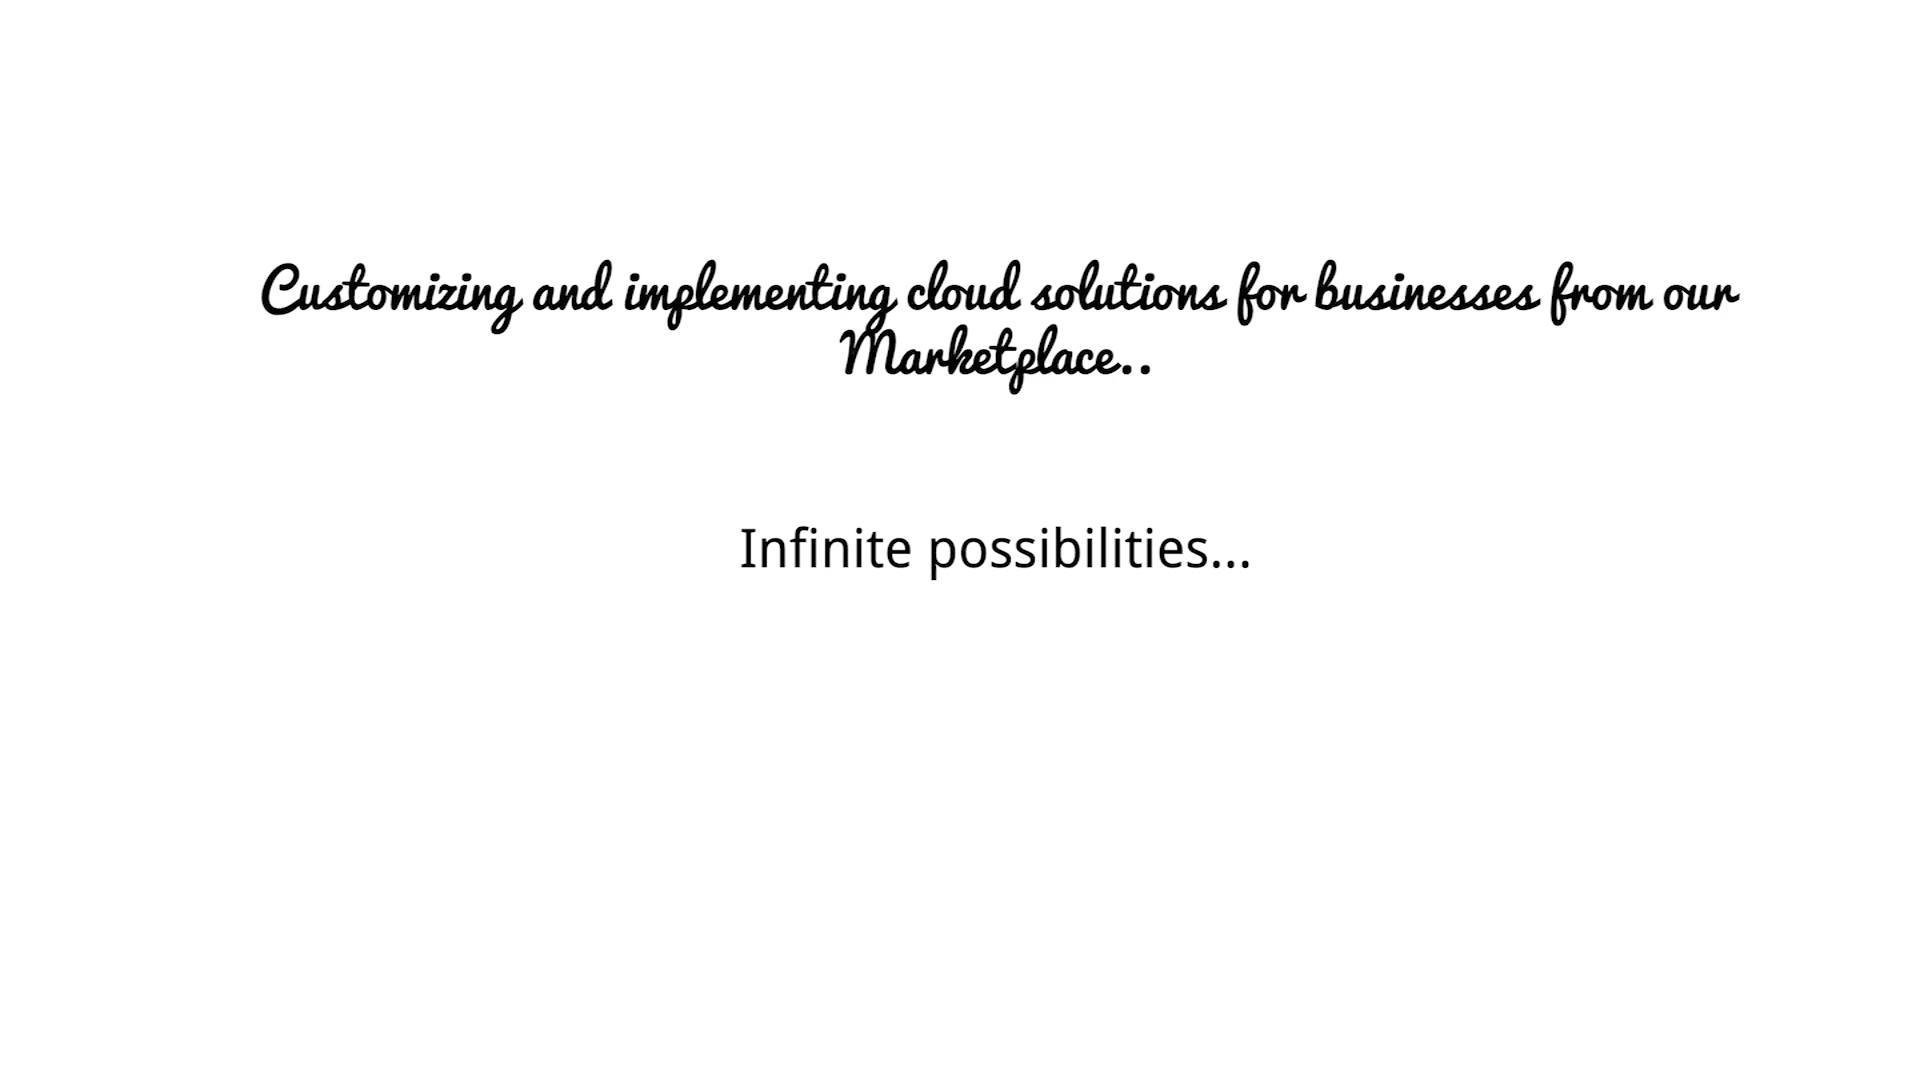 Customizing and implementing cloud solutions for businesses from our
Marketplace..
Infinite possibilities...